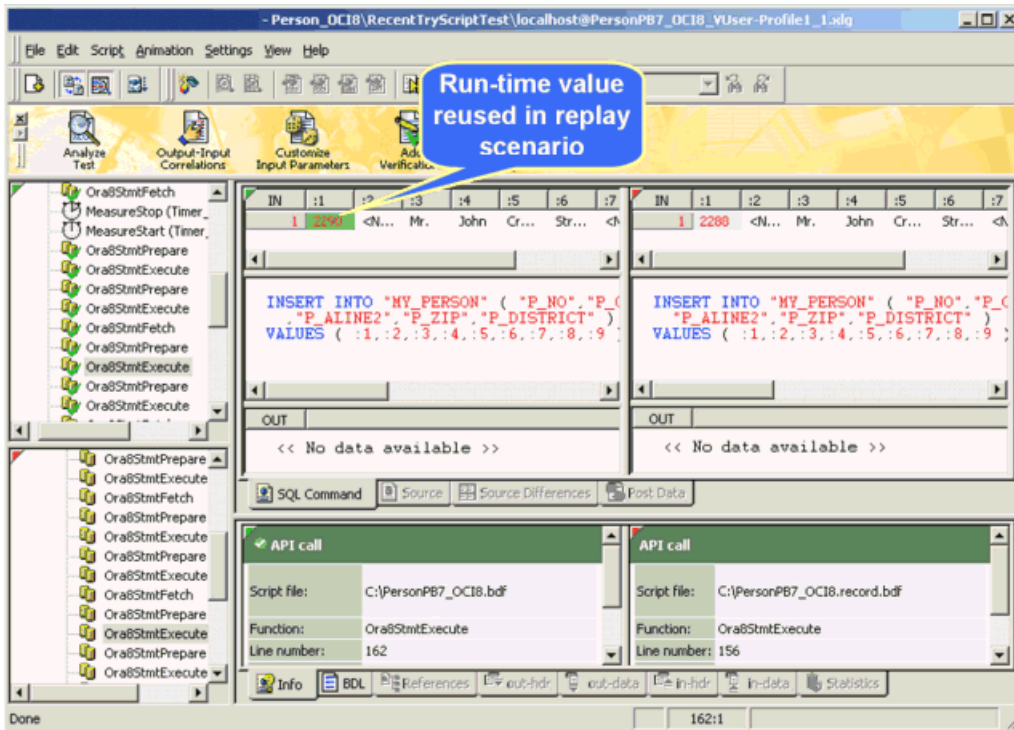 - Person_OCI8\RecentTryScriptTest\localhost@PersonPB7_OCI8_VUser-Profile1_1.xlg
File Edit Script Animation Settings View Help
Run-time value
reused in replay
scenario
Analyze
Test
Output-Input
Correlations
Customize
Input Parameters
Ad
Verificatio
Ora8StmtFetch
MeasureStop (Timer_
MeasureStart (Timer_
Ora8StmtPrepare
Ora8StmtExecute
Ora8StmtPrepare
Ora8StmtExecute
Ora8StmtFetch
Ora8StmtPrepare
Ora8StmtExecute
Ora8StmtPrepare
Ora8StmtExecute
IN :1 :2 :3 :4 :5 :6 :7
1 2290 <N... Mr. John Cr... Str... <N
INSERT INTO "MY_PERSON" ( "P_NO","P_C
,"P_ALINE2","P_ZIP","P_DISTRICT" )
VALUES ( :1,:2,:3,:4,:5,:6,:7,:8,:9
OUT
<< No data available >>
IN :1 :2 :3 :4 :5 :6 :7
1 2288 <N... Mr. John Cr... Str... <N
INSERT INTO "MY_PERSON" ( "P_NO","P_C
"P_ALINE2","P_ZIP","P_DISTRICT" )
VALUES ( :1,:2,:3,:4,:5,:6,:7,:8,:9 )
OUT
<< No data available >>
SQL Command Source Source Differences Post Data
Ora8StmtPrepare
Ora8StmtExecute
Ora8StmtFetch
Ora8StmtPrepare
Ora8StmtExecute
Ora8StmtPrepare
Ora8StmtExecute
Ora8StmtFetch
Ora8StmtPrepare
Ora8StmtExecute
Ora8StmtPrepare
Ora8StmtExecute
API call
Script file: C:\PersonPB7_OCI8.bdf
Function: Ora8StmtExecute
Line number: 162
API call
Script file: C:\PersonPB7_OCI8.record.bdf
Function: Ora8StmtExecute
Line number: 156
Info BDL References out-hdr out-data in-hdr in-data Statistics
Done
162:1